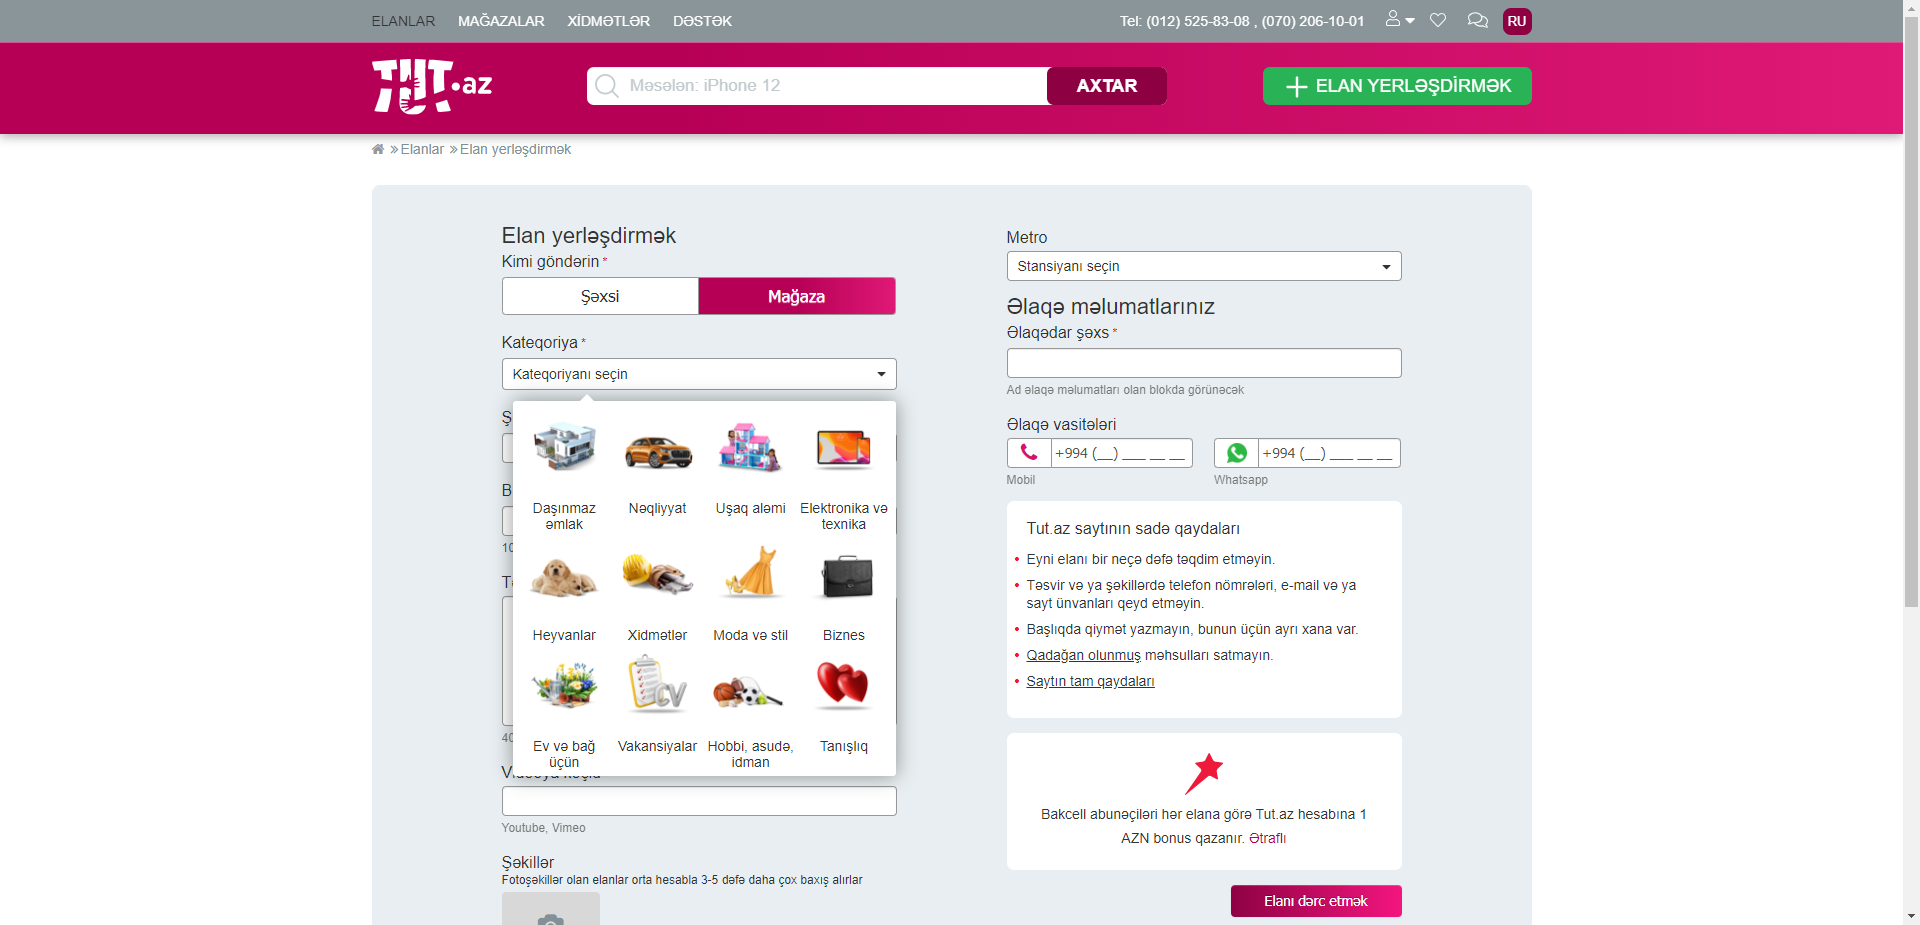 ELANLAR MAĞAZALAR XİDMƏTLƏR DƏSTƏK
Tel: (012) 525-83-08 , (070) 206-10-01
RU
TUT.az
Məsələn: iPhone 12
AXTAR
ELAN YERLƏŞDİRMƏK
» Elanlar » Elan yerləşdirmək
Elan yerləşdirmək
Kimi göndərin *
Şəxsi
Mağaza
Kateqoriya *
Kateqoriyanı seçin
Daşınmaz əmlak
Nəqliyyat
Uşaq aləmi
Elektronika və texnika
Heyvanlar
Xidmətlər
Moda və stil
Biznes
CV
Ev və bağ üçün
Vakansiyalar
Hobbi, asudə, idman
Tanışlıq
Youtube, Vimeo
Şəkillər
Fotoşəkillər olan elanlar orta hesabla 3-5 dəfə daha çox baxış alırlar
Metro
Stansiyanı seçin
Əlaqə məlumatlarınız
Əlaqədar şəxs *
Ad əlaqə məlumatları olan blokda görünəcək
Əlaqə vasitələri
+994 (__) ___ __ __
+994 (__) ___ __ __
Mobil
Whatsapp
Tut.az saytının sadə qaydaları
• Eyni elanı bir neçə dəfə təqdim etməyin.
• Təsvir və ya şəkillərdə telefon nömrələri, e-mail və ya
sayt ünvanları qeyd etməyin.
• Başlıqda qiymət yazmayın, bunun üçün ayrı xana var.
• Qadağan olunmuş məhsulları satmayın.
• Saytın tam qaydaları
Bakcell abunəçiləri hər elana görə Tut.az hesabına 1
AZN bonus qazanır. Ətraflı
Elanı dərc etmək